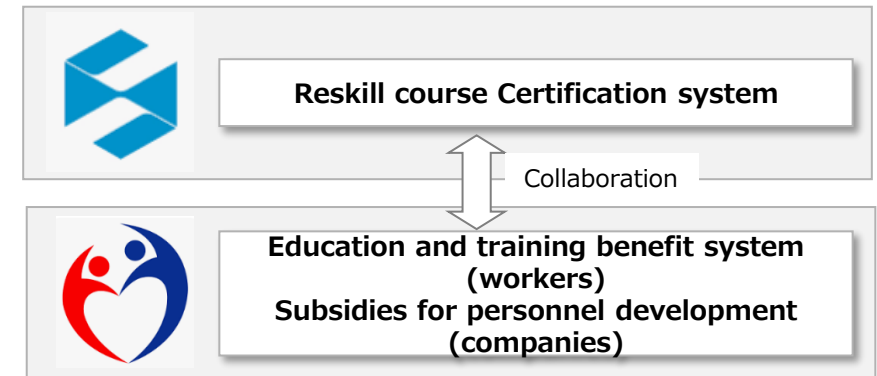 Reskill course Certification system
Collaboration
Education and training benefit system
(workers)
Subsidies for personnel development
(companies)